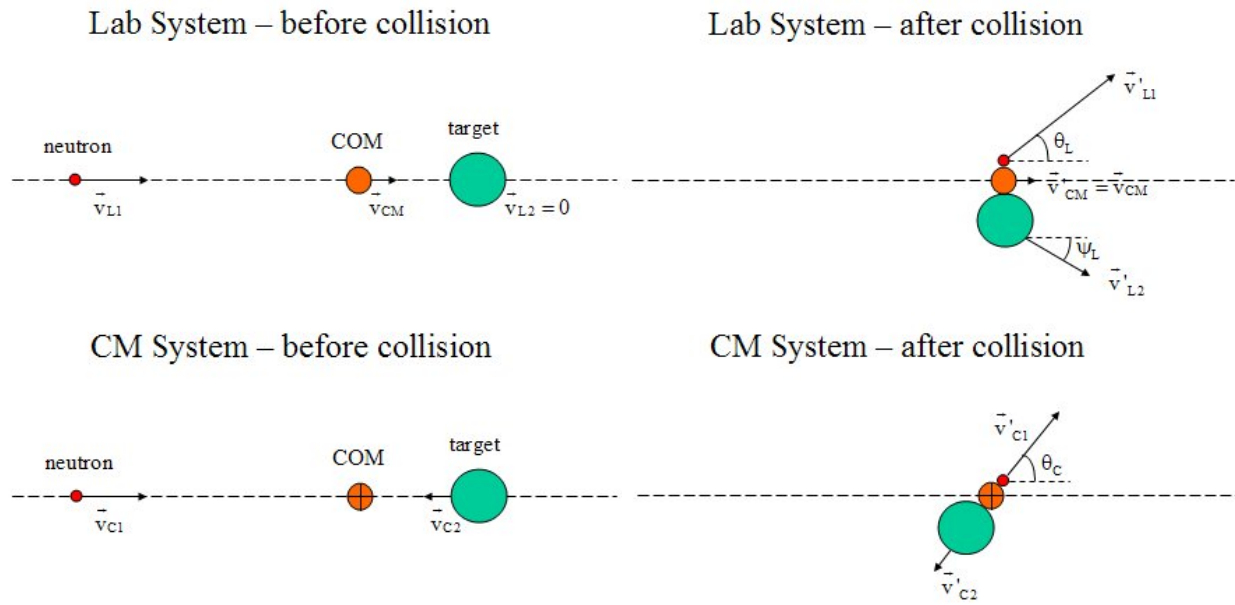 Lab System – before collision
neutron
COM
target
v⃗L1
v⃗CM
v⃗L2 = 0
Lab System – after collision
v⃗'L1
θL
v⃗'CM = v⃗CM
ψL
v⃗'L2
CM System – before collision
neutron
COM
target
v⃗C1
v⃗C2
CM System – after collision
v⃗'C1
θC
v⃗'C2